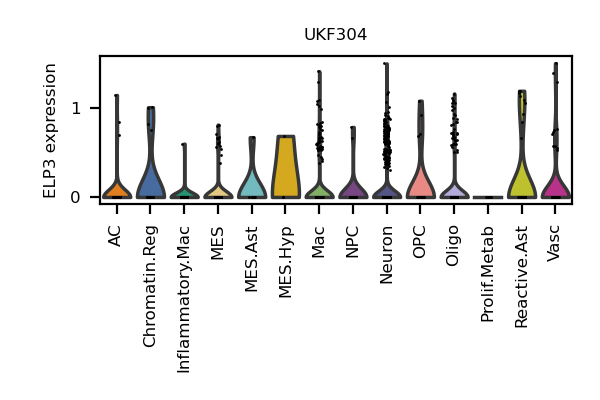 UKF304
ELP3 expression
1
0
AC
Chromatin.Reg
Inflammatory.Mac
MES
MES.Ast
MES.Hyp
Mac
NPC
Neuron
OPC
Oligo
Prolif.Metab
Reactive.Ast
Vasc